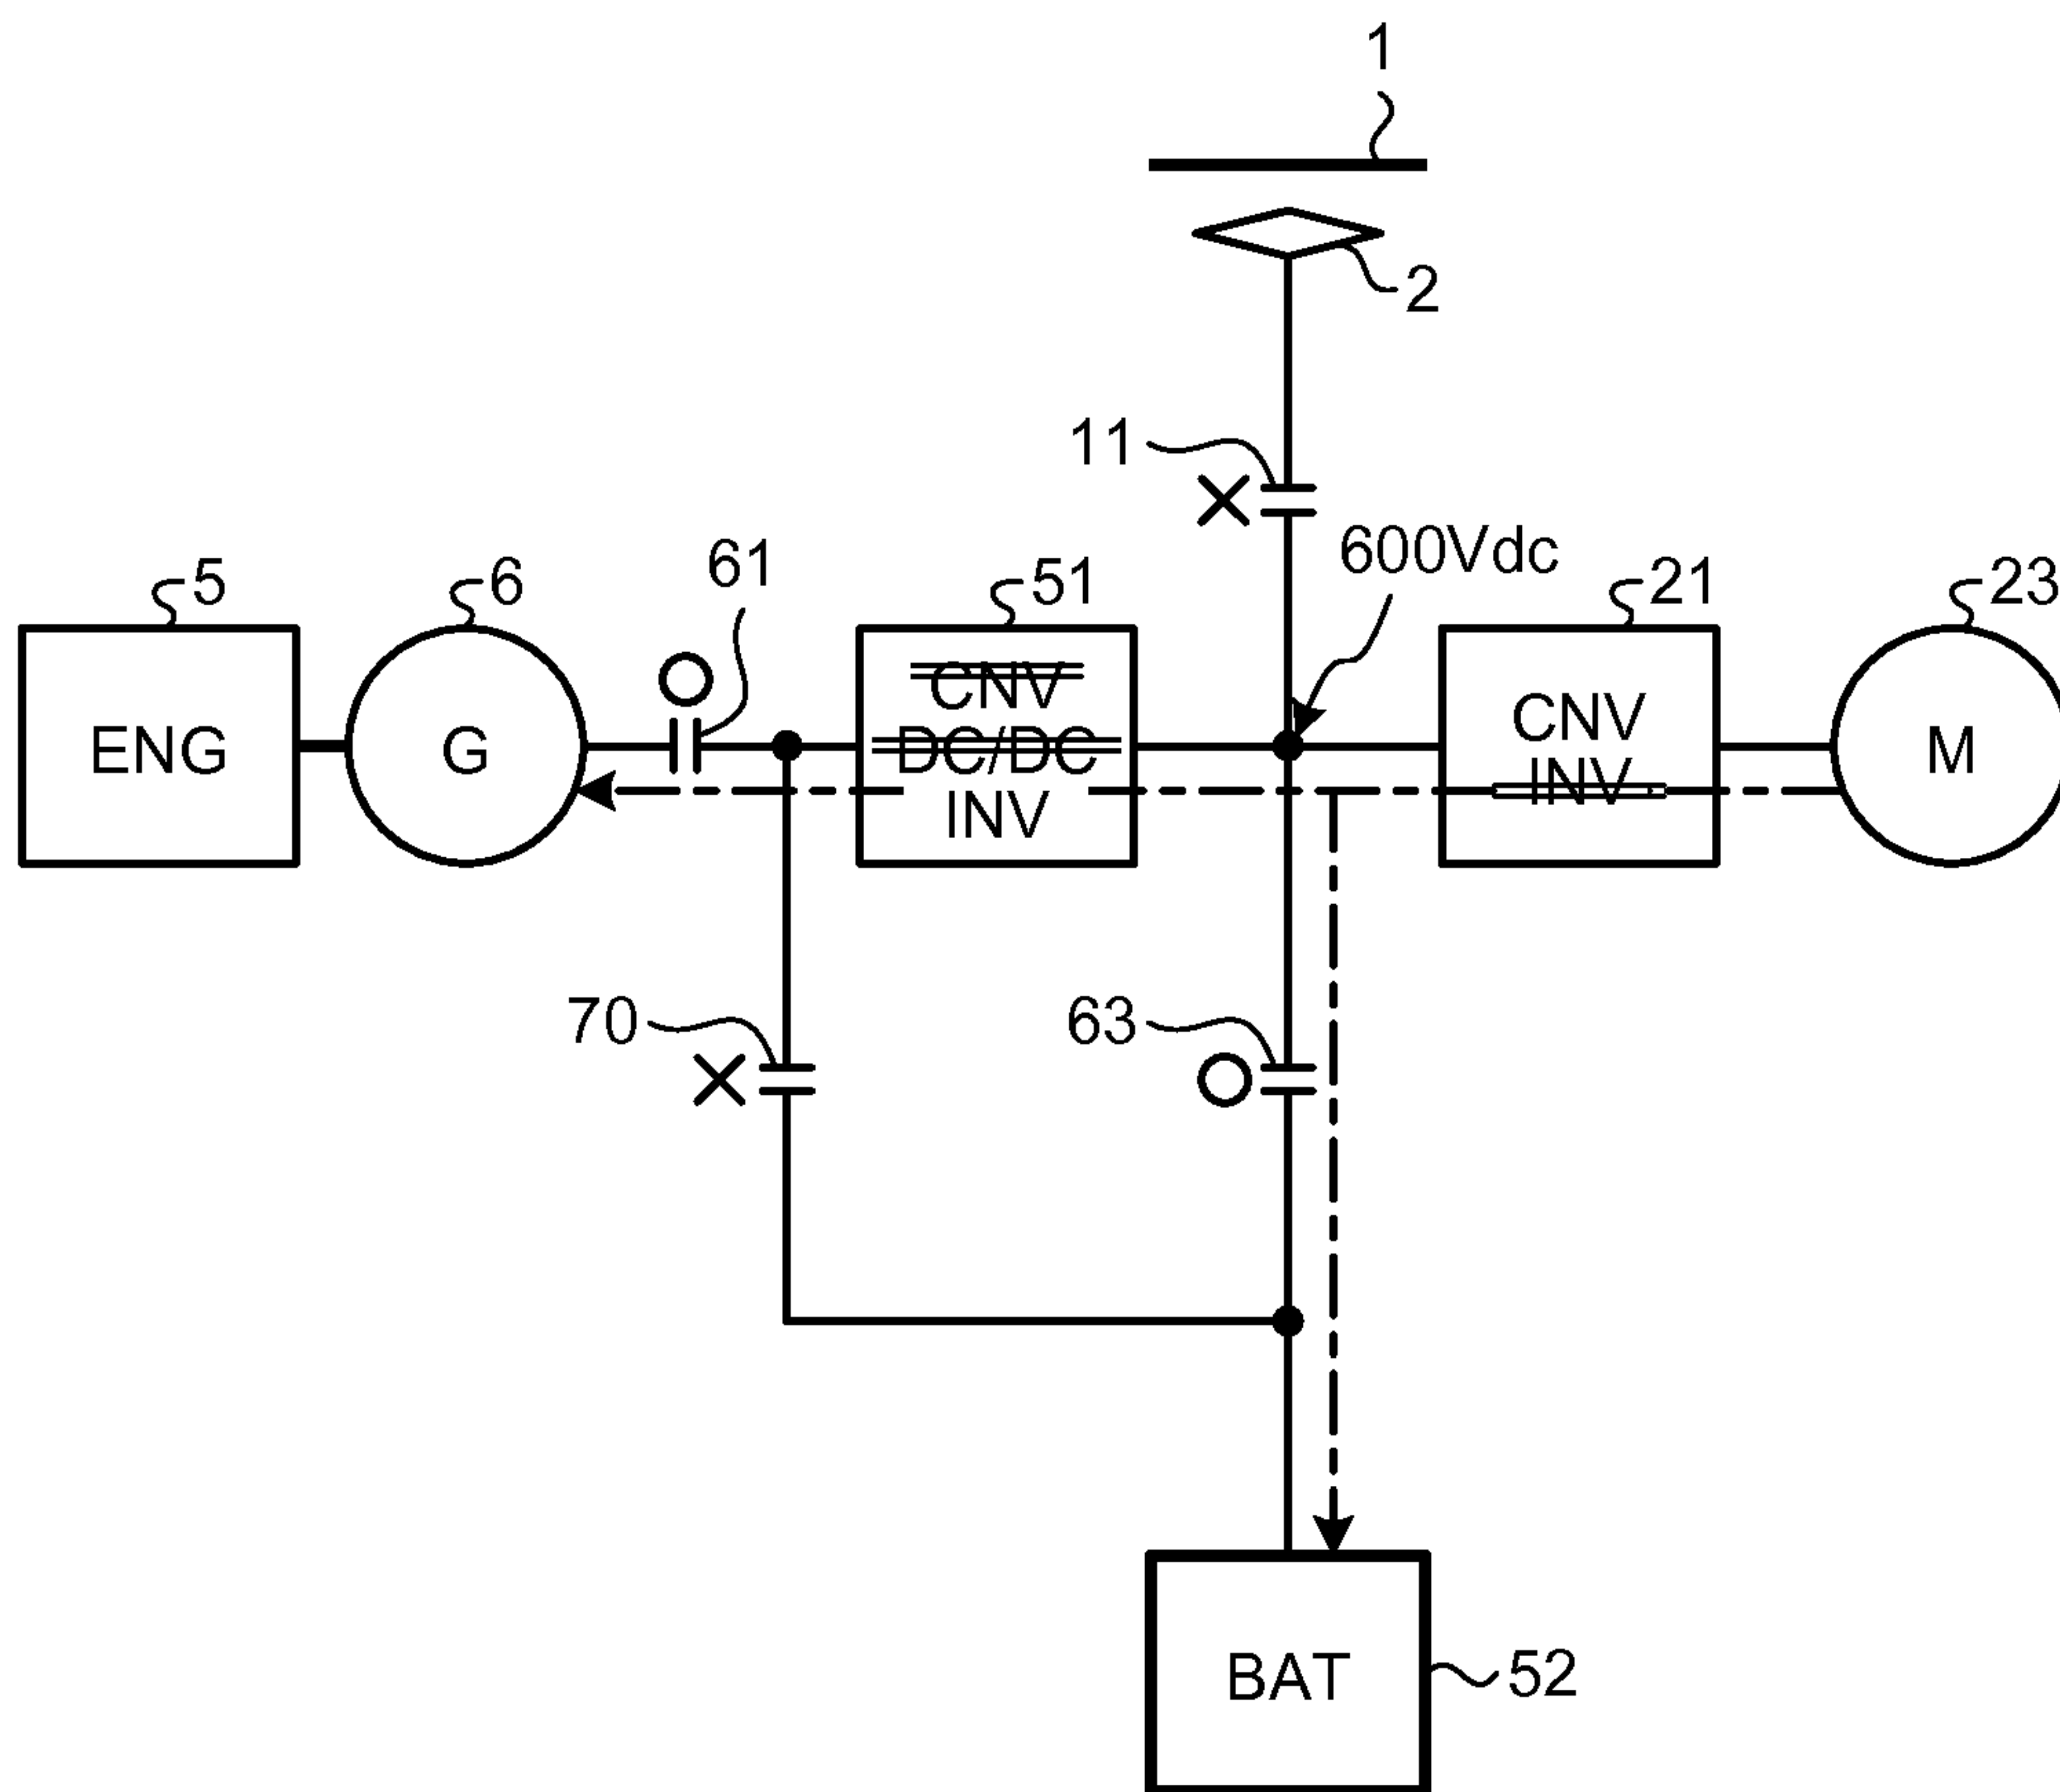 1
2
11
600Vdc
5
6
61
51
21
23
ENG
G
CNV
DC/DC
INV
CNV
INV
M
70
63
BAT
52